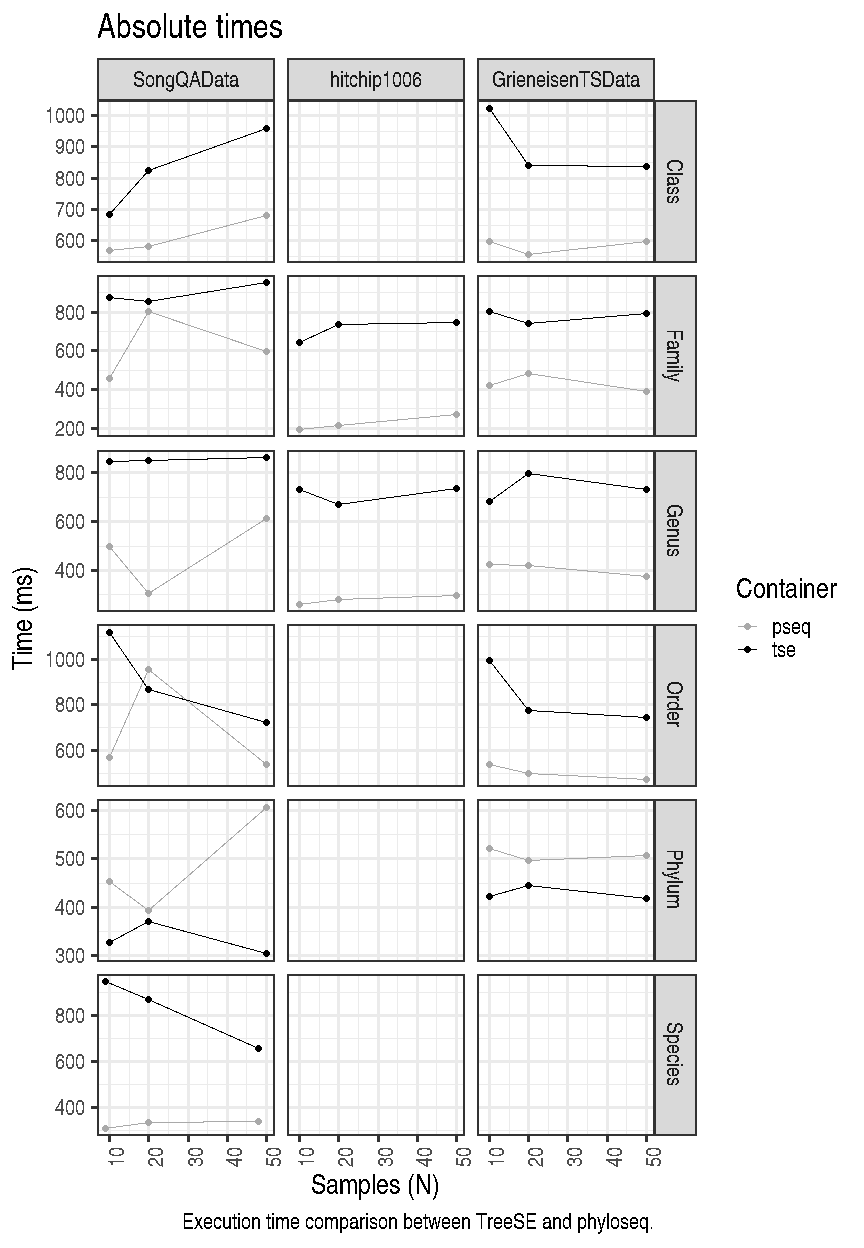 Absolute times
SongQAData
hitchip1006
GrieneisenTSData
1000
900
800
700
600
Class
800
600
400
200
Family
800
600
400
Genus
1000
800
600
Order
600
500
400
300
Phylum
800
600
400
Species
Time (ms)
10 20 30 40 50
10 20 30 40 50
10 20 30 40 50
Samples (N)
Container
pseq
tse
Execution time comparison between TreeSE and phyloseq.